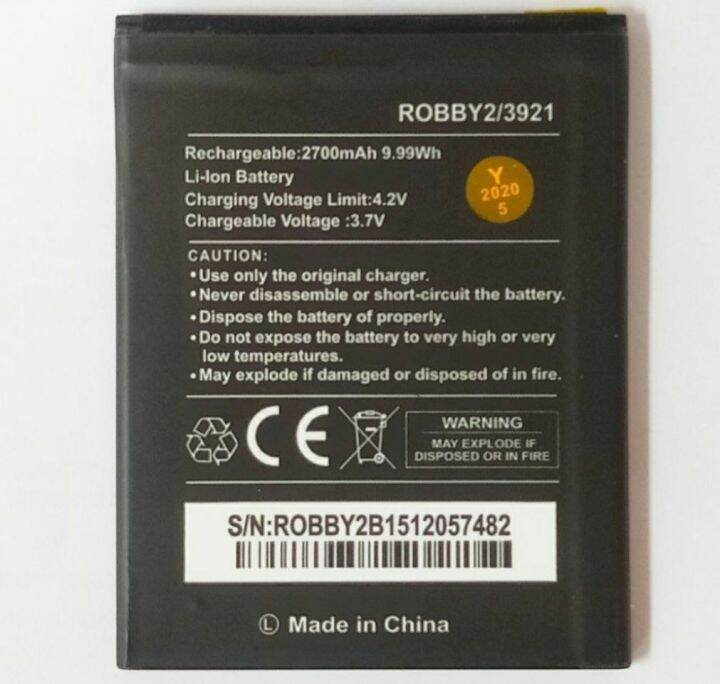 ROBBY2/3921
Rechargeable:2700mAh 9.99Wh
Li-Ion Battery
Charging Voltage Limit:4.2V
Chargeable Voltage :3.7V
Y
2020
5
CAUTION:
•Use only the original charger.
•Never disassemble or short-circuit the battery.
•Dispose the battery of properly.
•Do not expose the battery to very high or very
low temperatures.
•May explode if damaged or disposed of in fire.
CE
WARNING
MAY EXPLODE IF
DISPOSED OR IN FIRE
S/N:ROBBY2B1512057482
Ⓛ Made in China